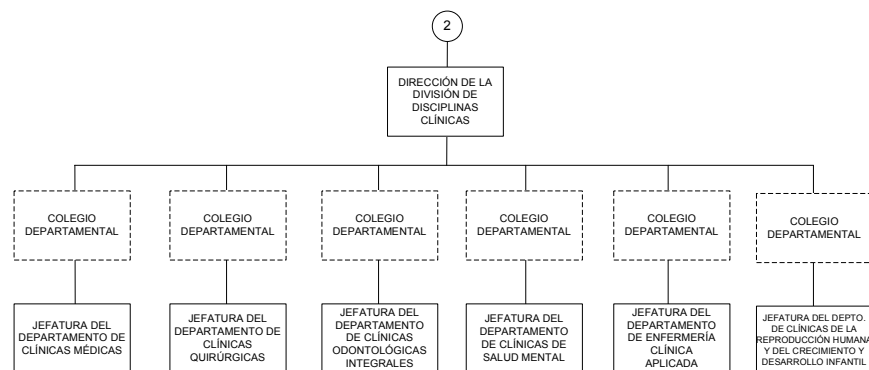 2
DIRECCIÓN DE LA
DIVISIÓN DE
DISCIPLINAS
CLÍNICAS
COLEGIO
DEPARTAMENTAL
COLEGIO
DEPARTAMENTAL
COLEGIO
DEPARTAMENTAL
COLEGIO
DEPARTAMENTAL
COLEGIO
DEPARTAMENTAL
COLEGIO
DEPARTAMENTAL
JEFATURA DEL
DEPARTAMENTO DE
CLÍNICAS MÉDICAS
JEFATURA DEL
DEPARTAMENTO DE
CLÍNICAS
QUIRÚRGICAS
JEFATURA DEL
DEPARTAMENTO
DE CLÍNICAS
ODONTOLÓGICAS
INTEGRALES
JEFATURA DEL
DEPARTAMENTO
DE CLÍNICAS DE
SALUD MENTAL
JEFATURA DEL
DEPARTAMENTO
DE ENFERMERÍA
CLÍNICA
APLICADA
JEFATURA DEL DEPTO.
DE CLÍNICAS DE LA
REPRODUCCIÓN HUMANA
Y DEL CRECIMIENTO Y
DESARROLLO INFANTIL